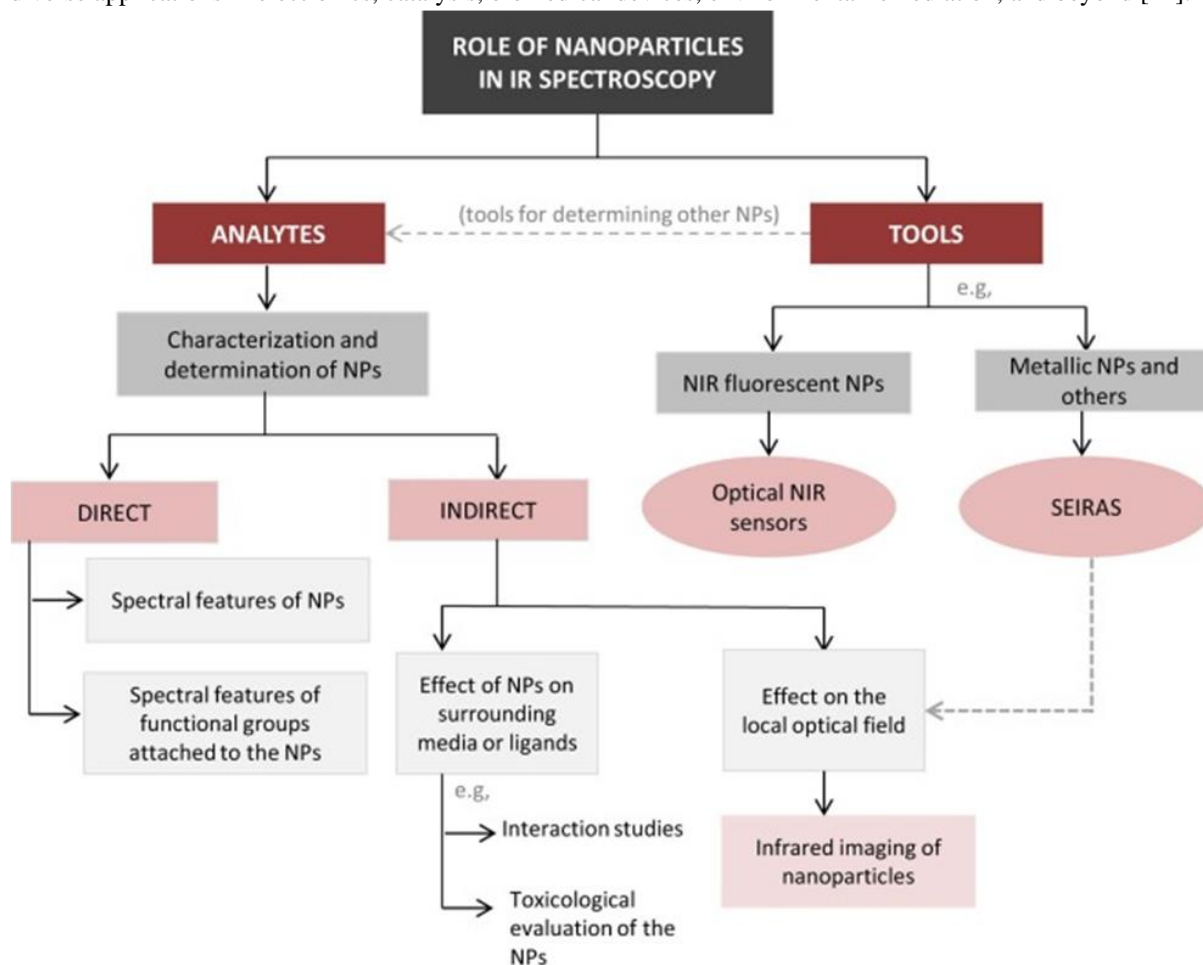 ROLE OF NANOPARTICLES
IN IR SPECTROSCOPY
ANALYTES
(tools for determining other NPs)
TOOLS
e.g,
Characterization and
determination of NPs
NIR fluorescent NPs
Metallic NPs and
others
DIRECT
INDIRECT
Optical NIR
sensors
SEIRAS
Spectral features of NPs
Spectral features of
functional groups
attached to the NPs
Effect of NPs on
surrounding
media or ligands
Effect on the
local optical field
e.g,
Interaction studies
Toxicological
evaluation of the
NPs
Infrared imaging of
nanoparticles